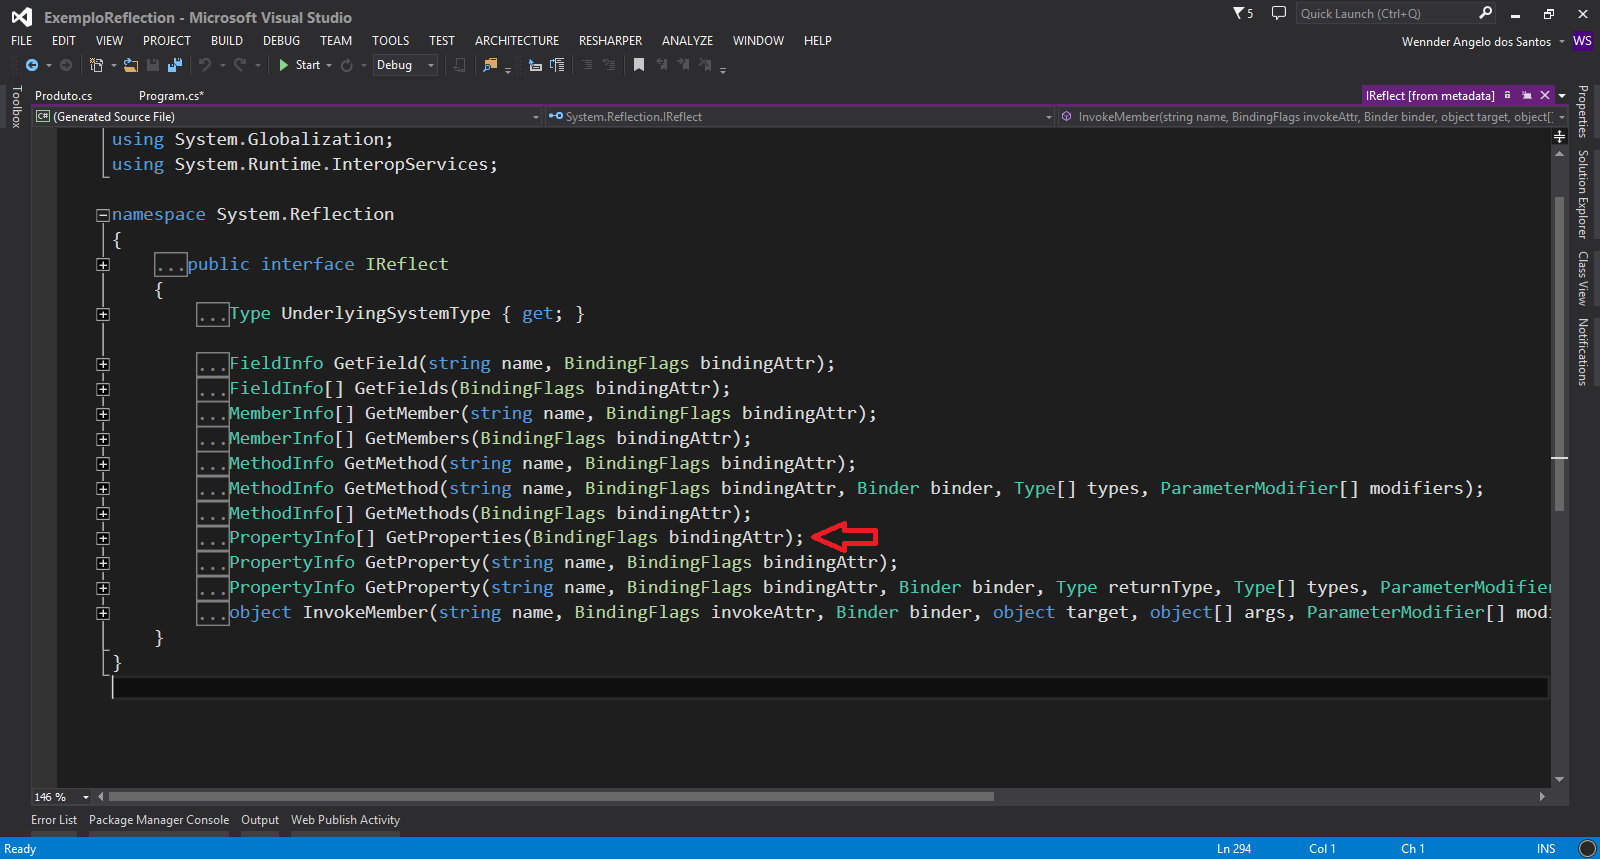 ExemploReflection - Microsoft Visual Studio
5
Quick Launch (Ctrl+Q)
FILE EDIT VIEW PROJECT BUILD DEBUG TEAM TOOLS TEST ARCHITECTURE RESHARPER ANALYZE WINDOW HELP
Wennder Angelo dos Santos WS
Start Debug
Toolbox
Produto.cs Program.cs* IReflect [from metadata]
C# (Generated Source File) System.Reflection.IReflect InvokeMember(string name, BindingFlags invokeAttr, Binder binder, object target, object[]
using System.Globalization;
using System.Runtime.InteropServices;
namespace System.Reflection
{
...public interface IReflect
{
...Type UnderlyingSystemType { get; }
...FieldInfo GetField(string name, BindingFlags bindingAttr);
...FieldInfo[] GetFields(BindingFlags bindingAttr);
...MemberInfo[] GetMember(string name, BindingFlags bindingAttr);
...MemberInfo[] GetMembers(BindingFlags bindingAttr);
...MethodInfo GetMethod(string name, BindingFlags bindingAttr);
...MethodInfo GetMethod(string name, BindingFlags bindingAttr, Binder binder, Type[] types, ParameterModifier[] modifiers);
...MethodInfo[] GetMethods(BindingFlags bindingAttr);
...PropertyInfo[] GetProperties(BindingFlags bindingAttr);
...PropertyInfo GetProperty(string name, BindingFlags bindingAttr);
...PropertyInfo GetProperty(string name, BindingFlags bindingAttr, Binder binder, Type returnType, Type[] types, ParameterModifier
...object InvokeMember(string name, BindingFlags invokeAttr, Binder binder, object target, object[] args, ParameterModifier[] modi
}
}
Properties
Solution Explorer
Class View
Notifications
146 %
Error List Package Manager Console Output Web Publish Activity
Ready Ln 294 Col 1 Ch 1 INS